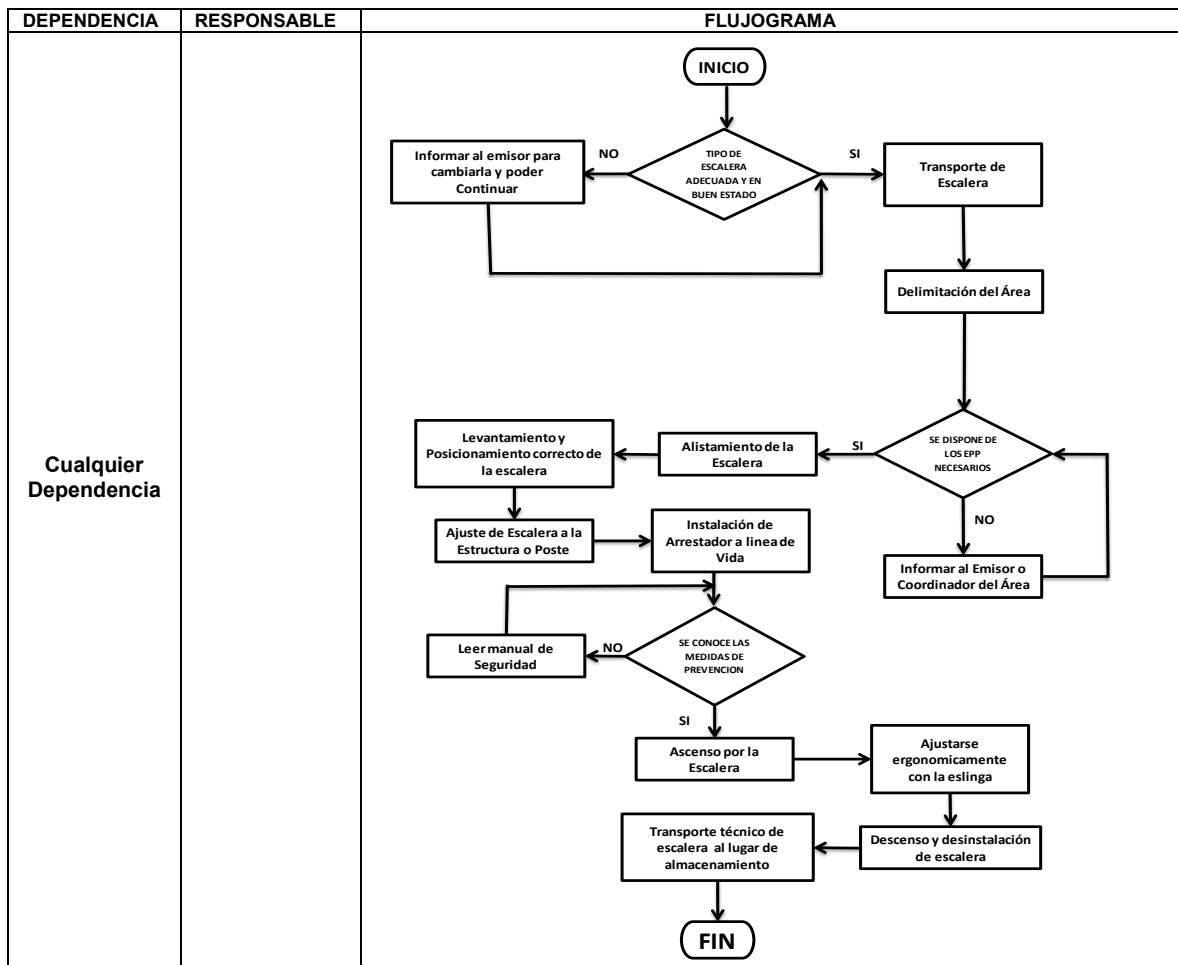 DEPENDENCIA RESPONSABLE FLUJOGRAMA
Cualquier
Dependencia
INICIO
TIPO DE
ESCALERA
ADECUADA Y EN
BUEN ESTADO
NO
SI
Informar al emisor para
cambiarla y poder
Continuar
Transporte de
Escalera
Delimitación del Área
SE DISPONE DE
LOS EPP
NECESARIOS
SI
NO
Informar al Emisor o
Coordinador del Área
Alistamiento de la
Escalera
Levantamiento y
Posicionamiento correcto de
la escalera
Ajuste de Escalera a la
Estructura o Poste
Instalación de
Arrestador a linea de
Vida
SE CONOCE LAS
MEDIDAS DE
PREVENCION
NO
Leer manual de
Seguridad
SI
Ascenso por la
Escalera
Ajustarse
ergonomicamente
con la eslinga
Descenso y desinstalación
de escalera
Transporte técnico de
escalera al lugar de
almacenamiento
FIN